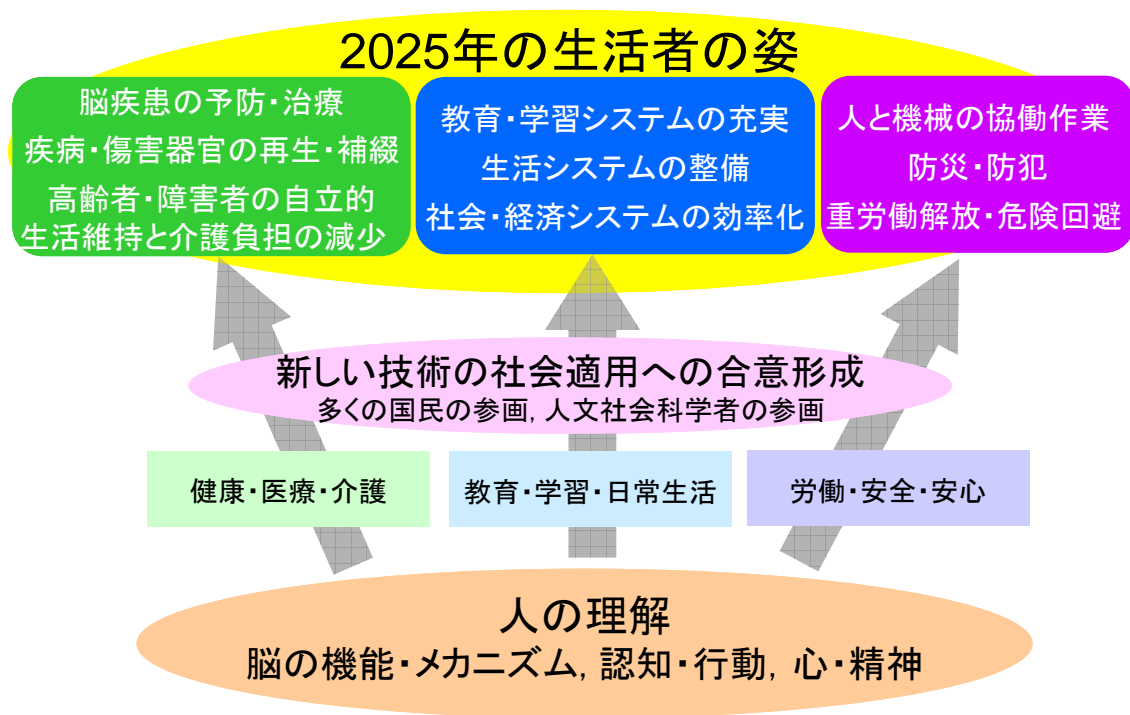 2025年の生活者の姿
脳疾患の予防・治療
疾病・傷害器官の再生・補綴
高齢者・障害者の自立的
生活維持と介護負担の減少
教育・学習システムの充実
生活システムの整備
社会・経済システムの効率化
人と機械の協働作業
防災・防犯
重労働解放・危険回避
新しい技術の社会適用への合意形成
多くの国民の参画, 人文社会科学者の参画
健康・医療・介護
教育・学習・日常生活
労働・安全・安心
人の理解
脳の機能・メカニズム, 認知・行動, 心・精神